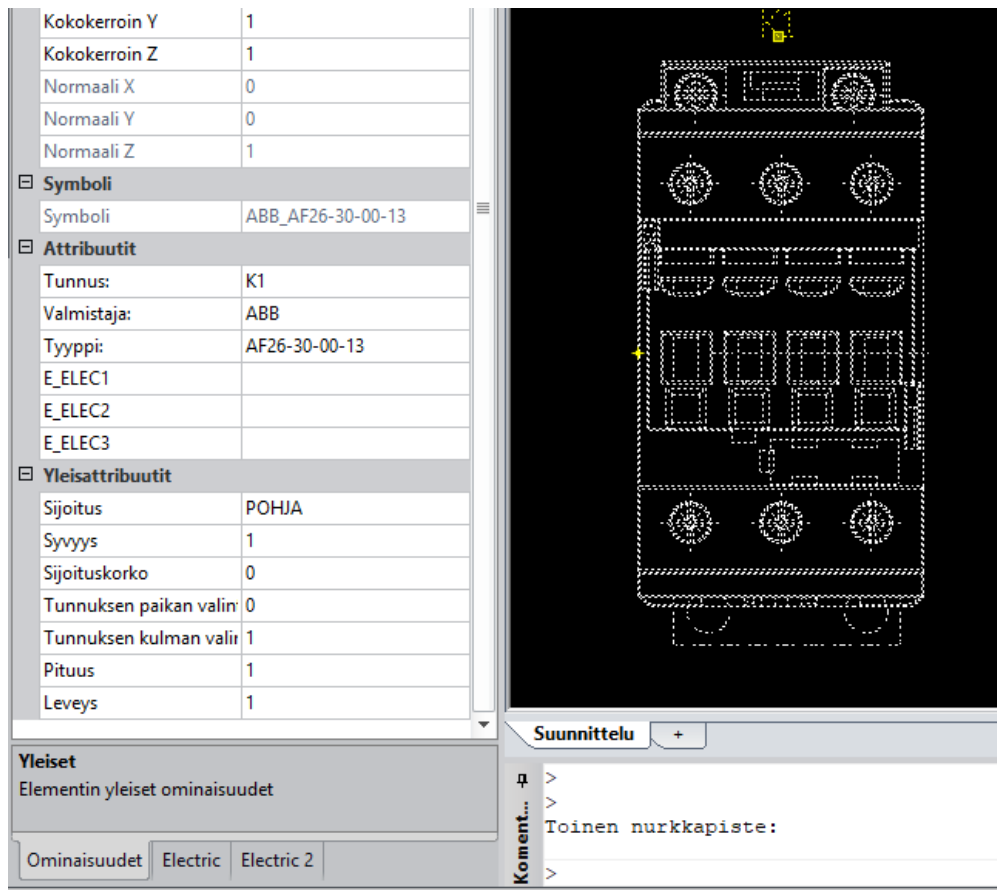 Kokokerroin Y 1
Kokokerroin Z 1
Normaali X 0
Normaali Y 0
Normaali Z 1
Symboli
Symboli ABB_AF26-30-00-13
Attribuutit
Tunnus: K1
Valmistaja: ABB
Tyyppi: AF26-30-00-13
E_ELEC1
E_ELEC2
E_ELEC3
Yleisattribuutit
Sijoitus POHJA
Syvyys 1
Sijoituskorko 0
Tunnuksen paikan valin 0
Tunnuksen kulman valin 1
Pituus 1
Leveys 1
Yleiset
Elementin yleiset ominaisuudet
Ominaisuudet Electric Electric 2
Suunnittelu +
Koment...
>
>
Toinen nurkkapiste:
>